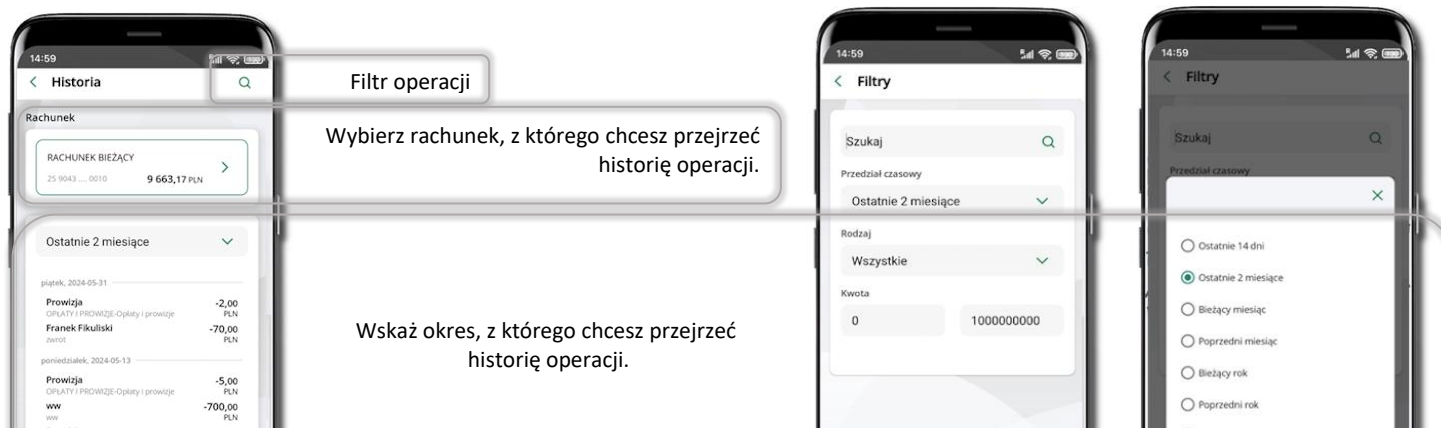 14:59
Historia
Rachunek
RACHUNEK BIEŻĄCY
25 9043 .... 0010 9 663,17 PLN
Ostatnie 2 miesiące
piątek, 2024-05-31
Prowizja -2,00
OPŁATY I PROWIZJE-Opłaty i prowizje PLN
Franek Fikuliski -70,00
zwrot PLN
poniedziałek, 2024-05-13
Prowizja -5,00
OPŁATY I PROWIZJE-Opłaty i prowizje PLN
ww -700,00
ww PLN
Filtr operacji
Wybierz rachunek, z którego chcesz przejrzeć
historię operacji.
Wskaż okres, z którego chcesz przejrzeć
historię operacji.
14:59
Filtry
Szukaj
Przedział czasowy
Ostatnie 2 miesiące
Rodzaj
Wszystkie
Kwota
0 1000000000
14:59
Filtry
Szukaj
Przedział czasowy
Ostatnie 14 dni
Ostatnie 2 miesiące
Bieżący miesiąc
Poprzedni miesiąc
Bieżący rok
Poprzedni rok